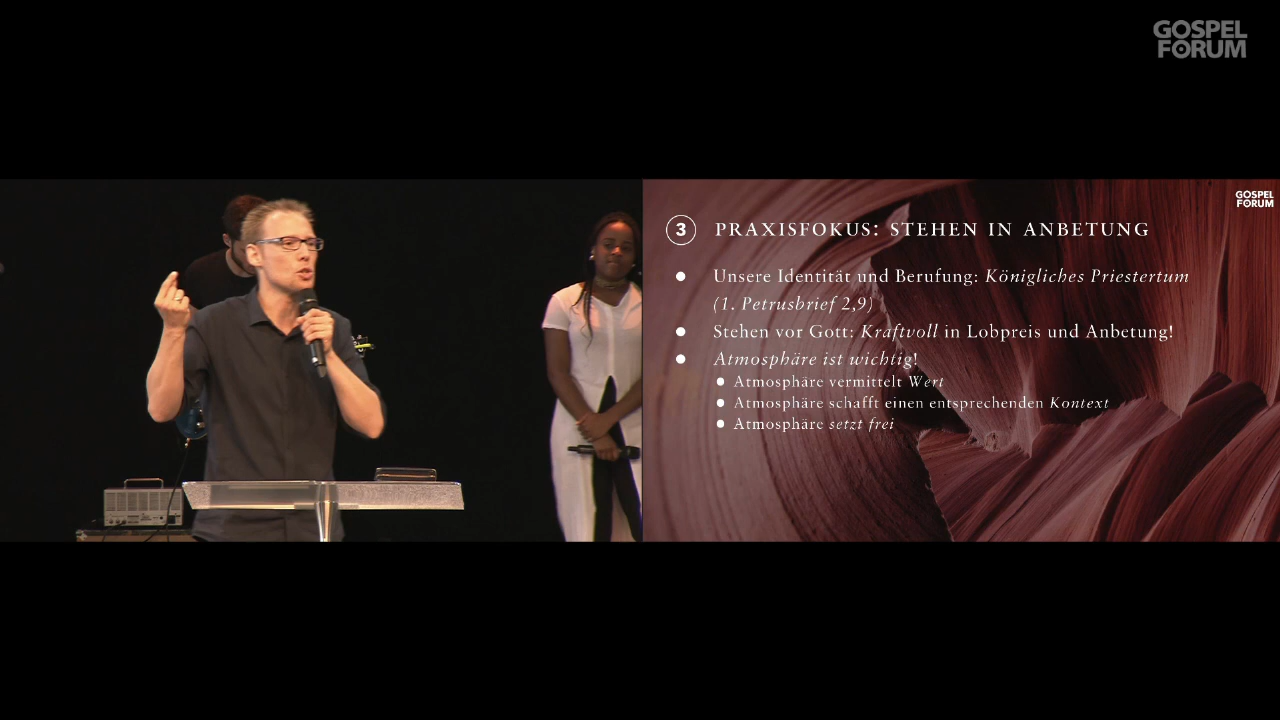 GOSPEL
FORUM
GOSPEL
FORUM
3 PRAXISFOKUS: STEHEN IN ANBETUNG
● Unsere Identität und Berufung: Königliches Priestertum
(1. Petrusbrief 2,9)
● Stehen vor Gott: Kraftvoll in Lobpreis und Anbetung!
● Atmosphäre ist wichtig!
● Atmosphäre vermittelt Wert
● Atmosphäre schafft einen entsprechenden Kontext
● Atmosphäre setzt frei